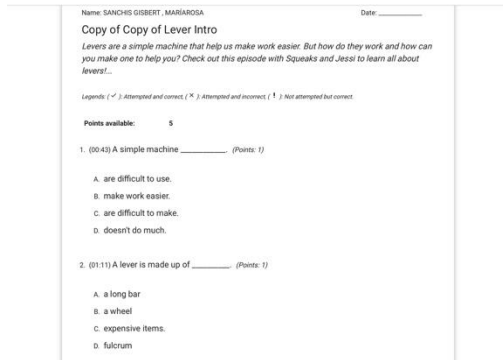 Name: SANCHIS GISBERT , MARÍAROSA Date: ____________
Copy of Copy of Lever Intro
Levers are a simple machine that help us make work easier. But how do they work and how can
you make one to help you? Check out this episode with Squeaks and Jessi to learn all about
levers!...
Legends: ( ✓ ): Attempted and correct, ( ✕ ): Attempted and incorrect, ( ! ): Not attempted but correct.
Points available: 5
1. (00:43) A simple machine __________. (Points: 1)
A. are difficult to use.
B. make work easier.
C. are difficult to make.
D. doesn't do much.
2. (01:11) A lever is made up of ________. (Points: 1)
A. a long bar
B. a wheel
C. expensive items.
D. fulcrum